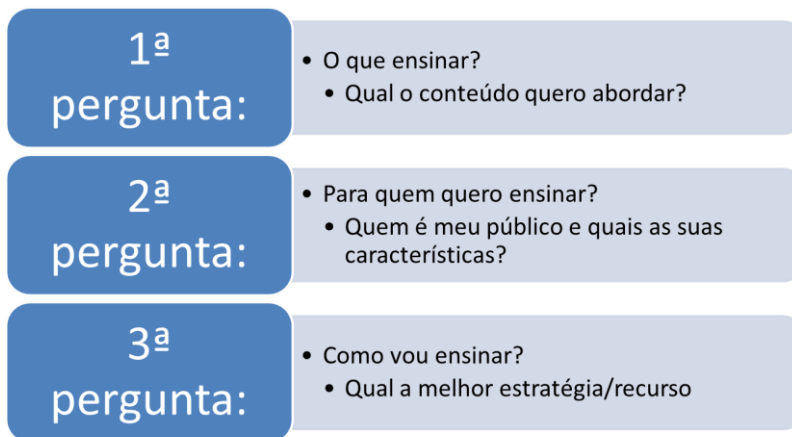 1ª
pergunta:
• O que ensinar?
• Qual o conteúdo quero abordar?
2ª
pergunta:
• Para quem quero ensinar?
• Quem é meu público e quais as suas
características?
3ª
pergunta:
• Como vou ensinar?
• Qual a melhor estratégia/recurso